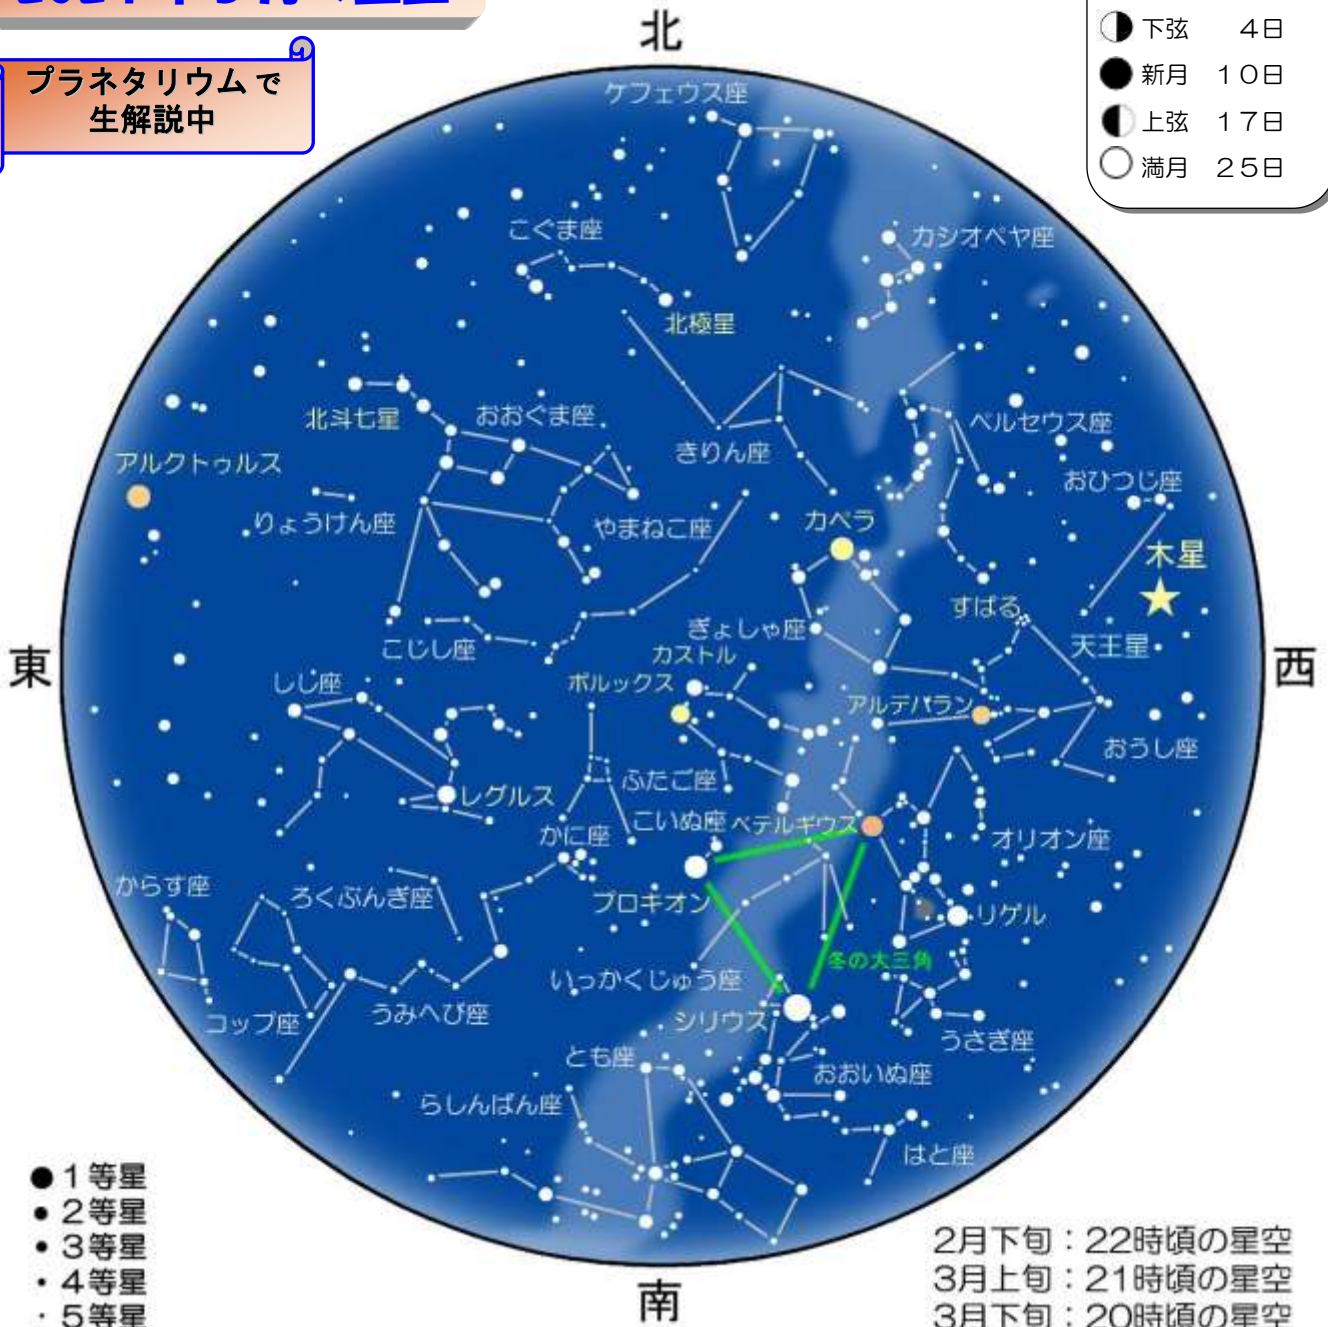 プラネタリウムで
生解説中
下弦 4日
新月 10日
上弦 17日
満月 25日
北
ケフェウス座
こぐま座
カシオペヤ座
北極星
北斗七星
おおぐま座
ペルセウス座
きりん座
アルクトゥルス
おひつじ座
りょうけん座
やまねこ座
カペラ
木星
すばる
ぎょしゃ座
こじし座
カストル
天王星
東
西
しし座
ポルックス
アルデバラン
おうし座
ふたご座
レグルス
こいぬ座
ベテルギウス
かに座
オリオン座
からす座
ろくぶんぎ座
プロキオン
リゲル
冬の大三角
いっかくじゅう座
コップ座
うみへび座
シリウス
うさぎ座
とも座
おおいぬ座
らしんばん座
はと座
1等星
2等星
3等星
4等星
5等星
南
2月下旬：22時頃の星空
3月上旬：21時頃の星空
3月下旬：20時頃の星空